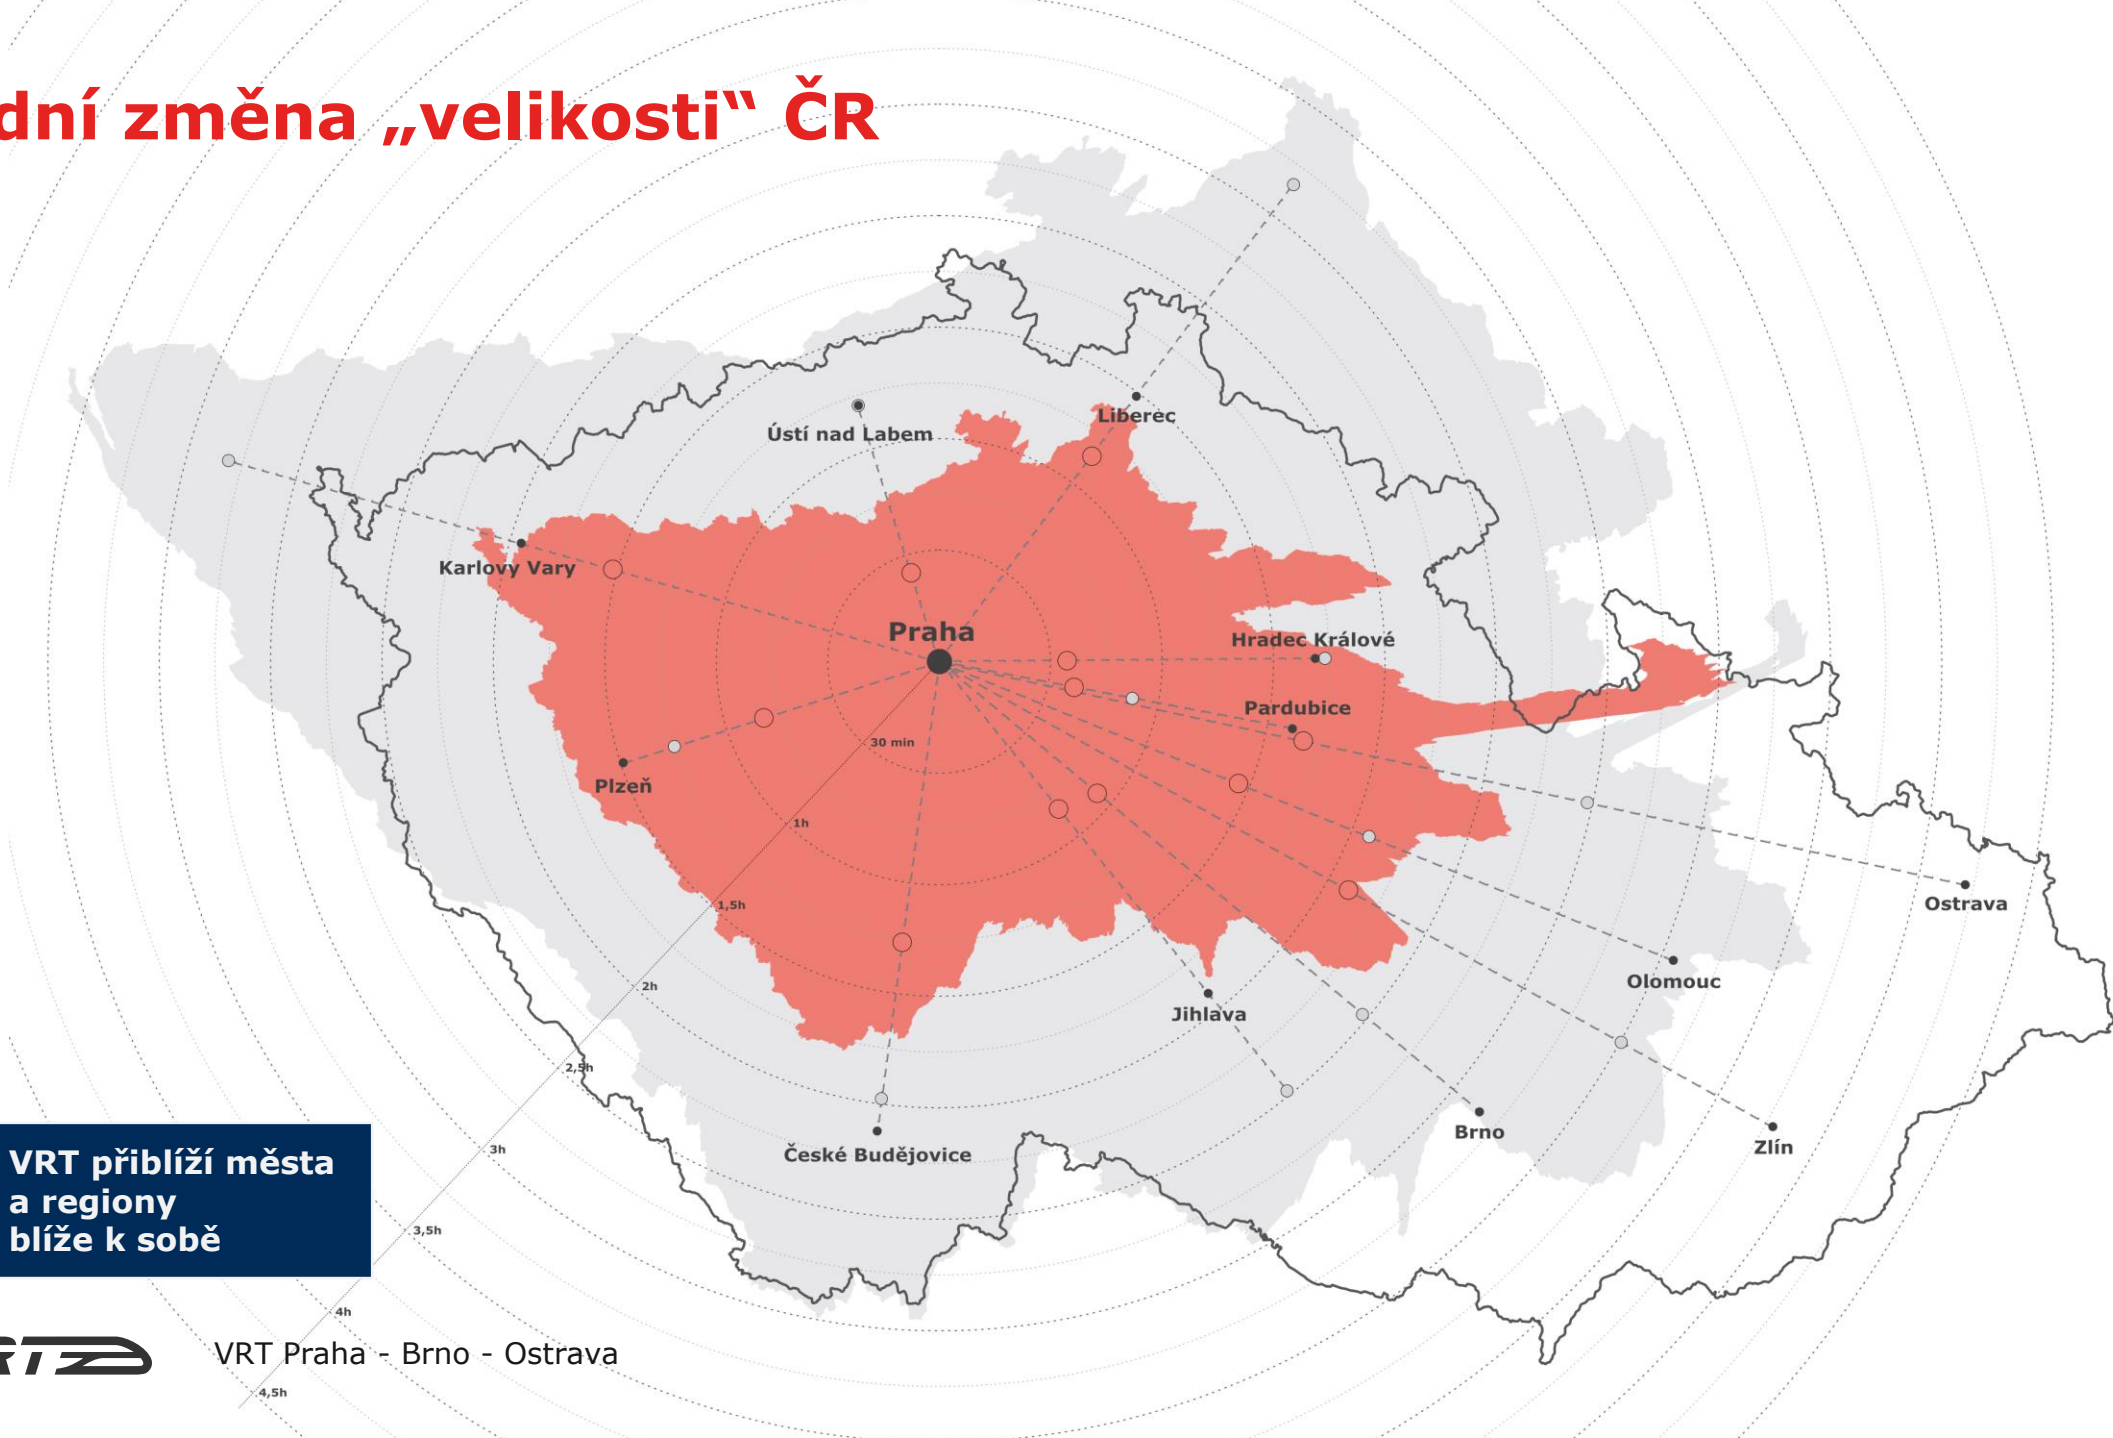 dní změna „velikosti“ ČR
Liberec
Ústí nad Labem
Karlovy Vary
Praha
Hradec Králové
Pardubice
30 min
Plzeň
1h
Ostrava
1,5h
Olomouc
2h
Jihlava
2,5h
Brno
Zlín
České Budějovice
3h
VRT přiblíží města
a regiony
blíže k sobě
3,5h
4h
RT
VRT Praha - Brno - Ostrava
4,5h